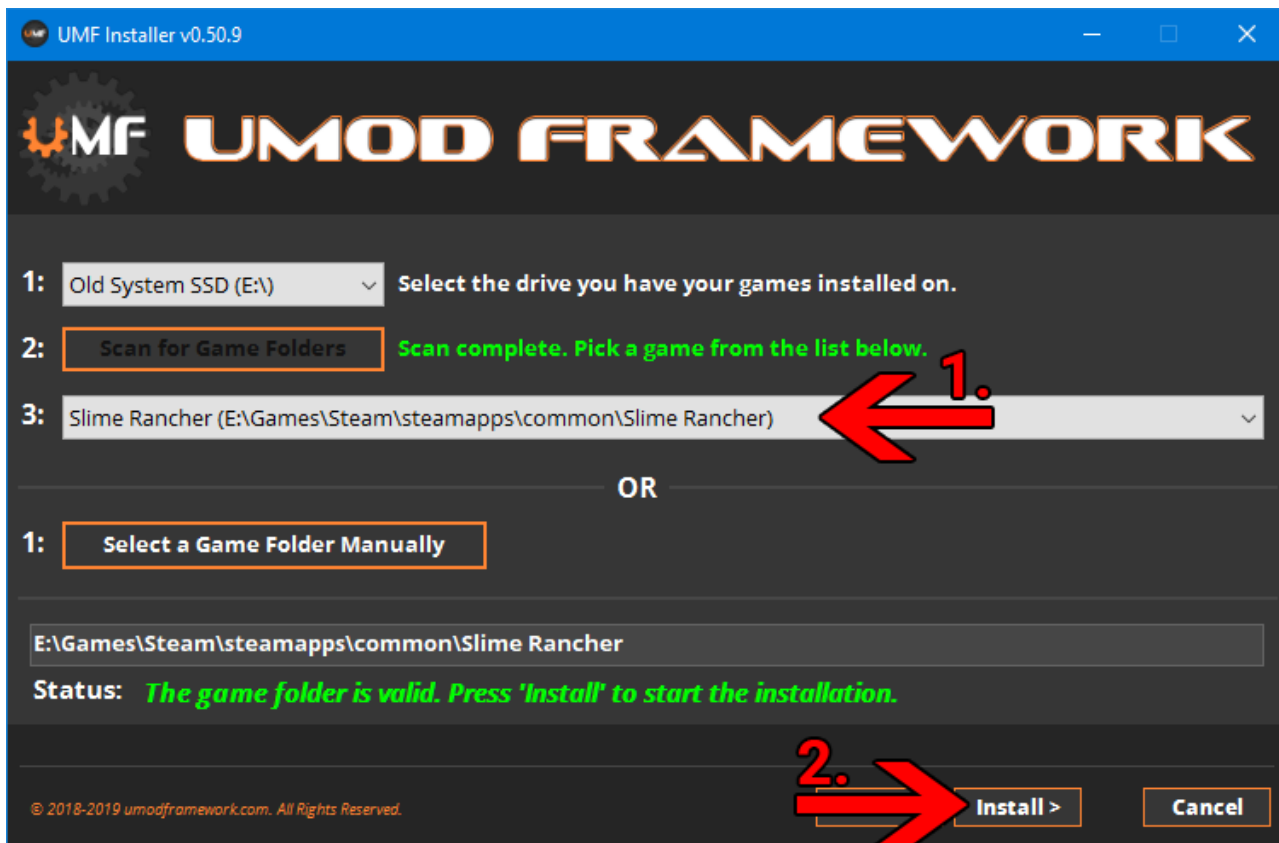 UMF Installer v0.50.9
UMF UMOD FRAMEWORK
1: Old System SSD (E:\) Select the drive you have your games installed on.
2: Scan for Game Folders Scan complete. Pick a game from the list below.
1.
3: Slime Rancher (E:\Games\Steam\steamapps\common\Slime Rancher)
OR
1: Select a Game Folder Manually
E:\Games\Steam\steamapps\common\Slime Rancher
Status: The game folder is valid. Press 'Install' to start the installation.
2.
© 2018-2019 umodframework.com. All Rights Reserved.
Install > Cancel